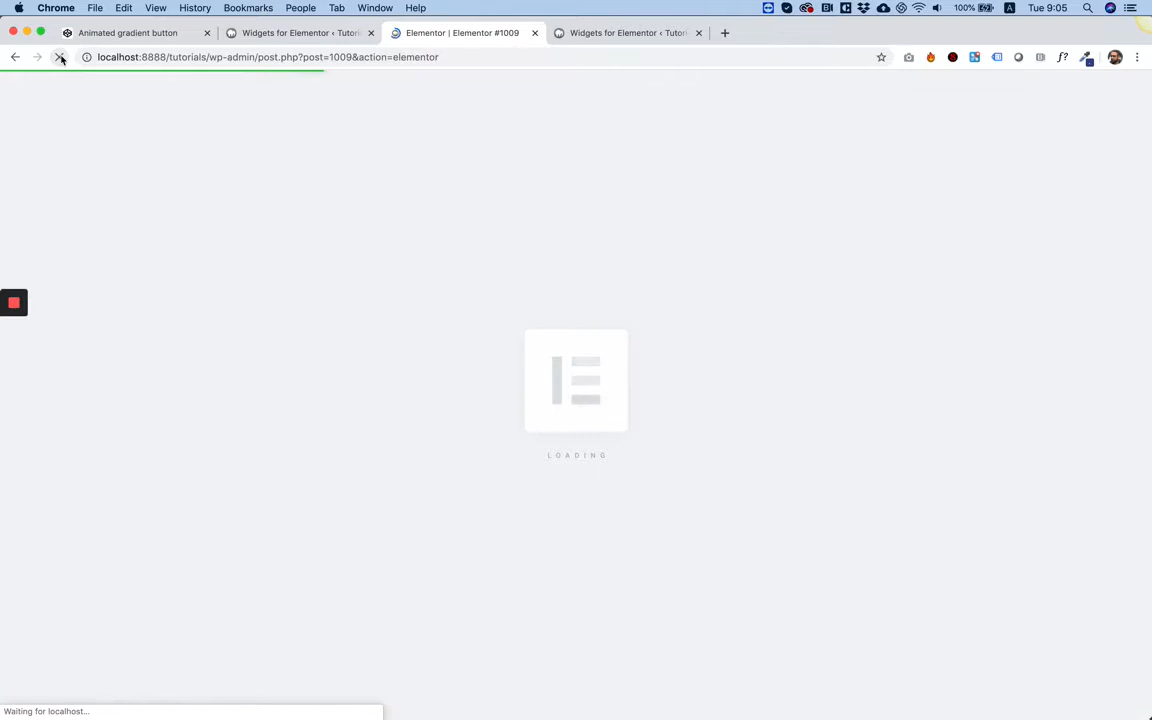 Chrome File Edit View History Bookmarks People Tab Window Help 100% Tue 9:05
Animated gradient button
Widgets for Elementor ‹ Tutori
Elementor | Elementor #1009
Widgets for Elementor ‹ Tutori
localhost:8888/tutorials/wp-admin/post.php?post=1009&action=elementor
f?
LOADING
Waiting for localhost...